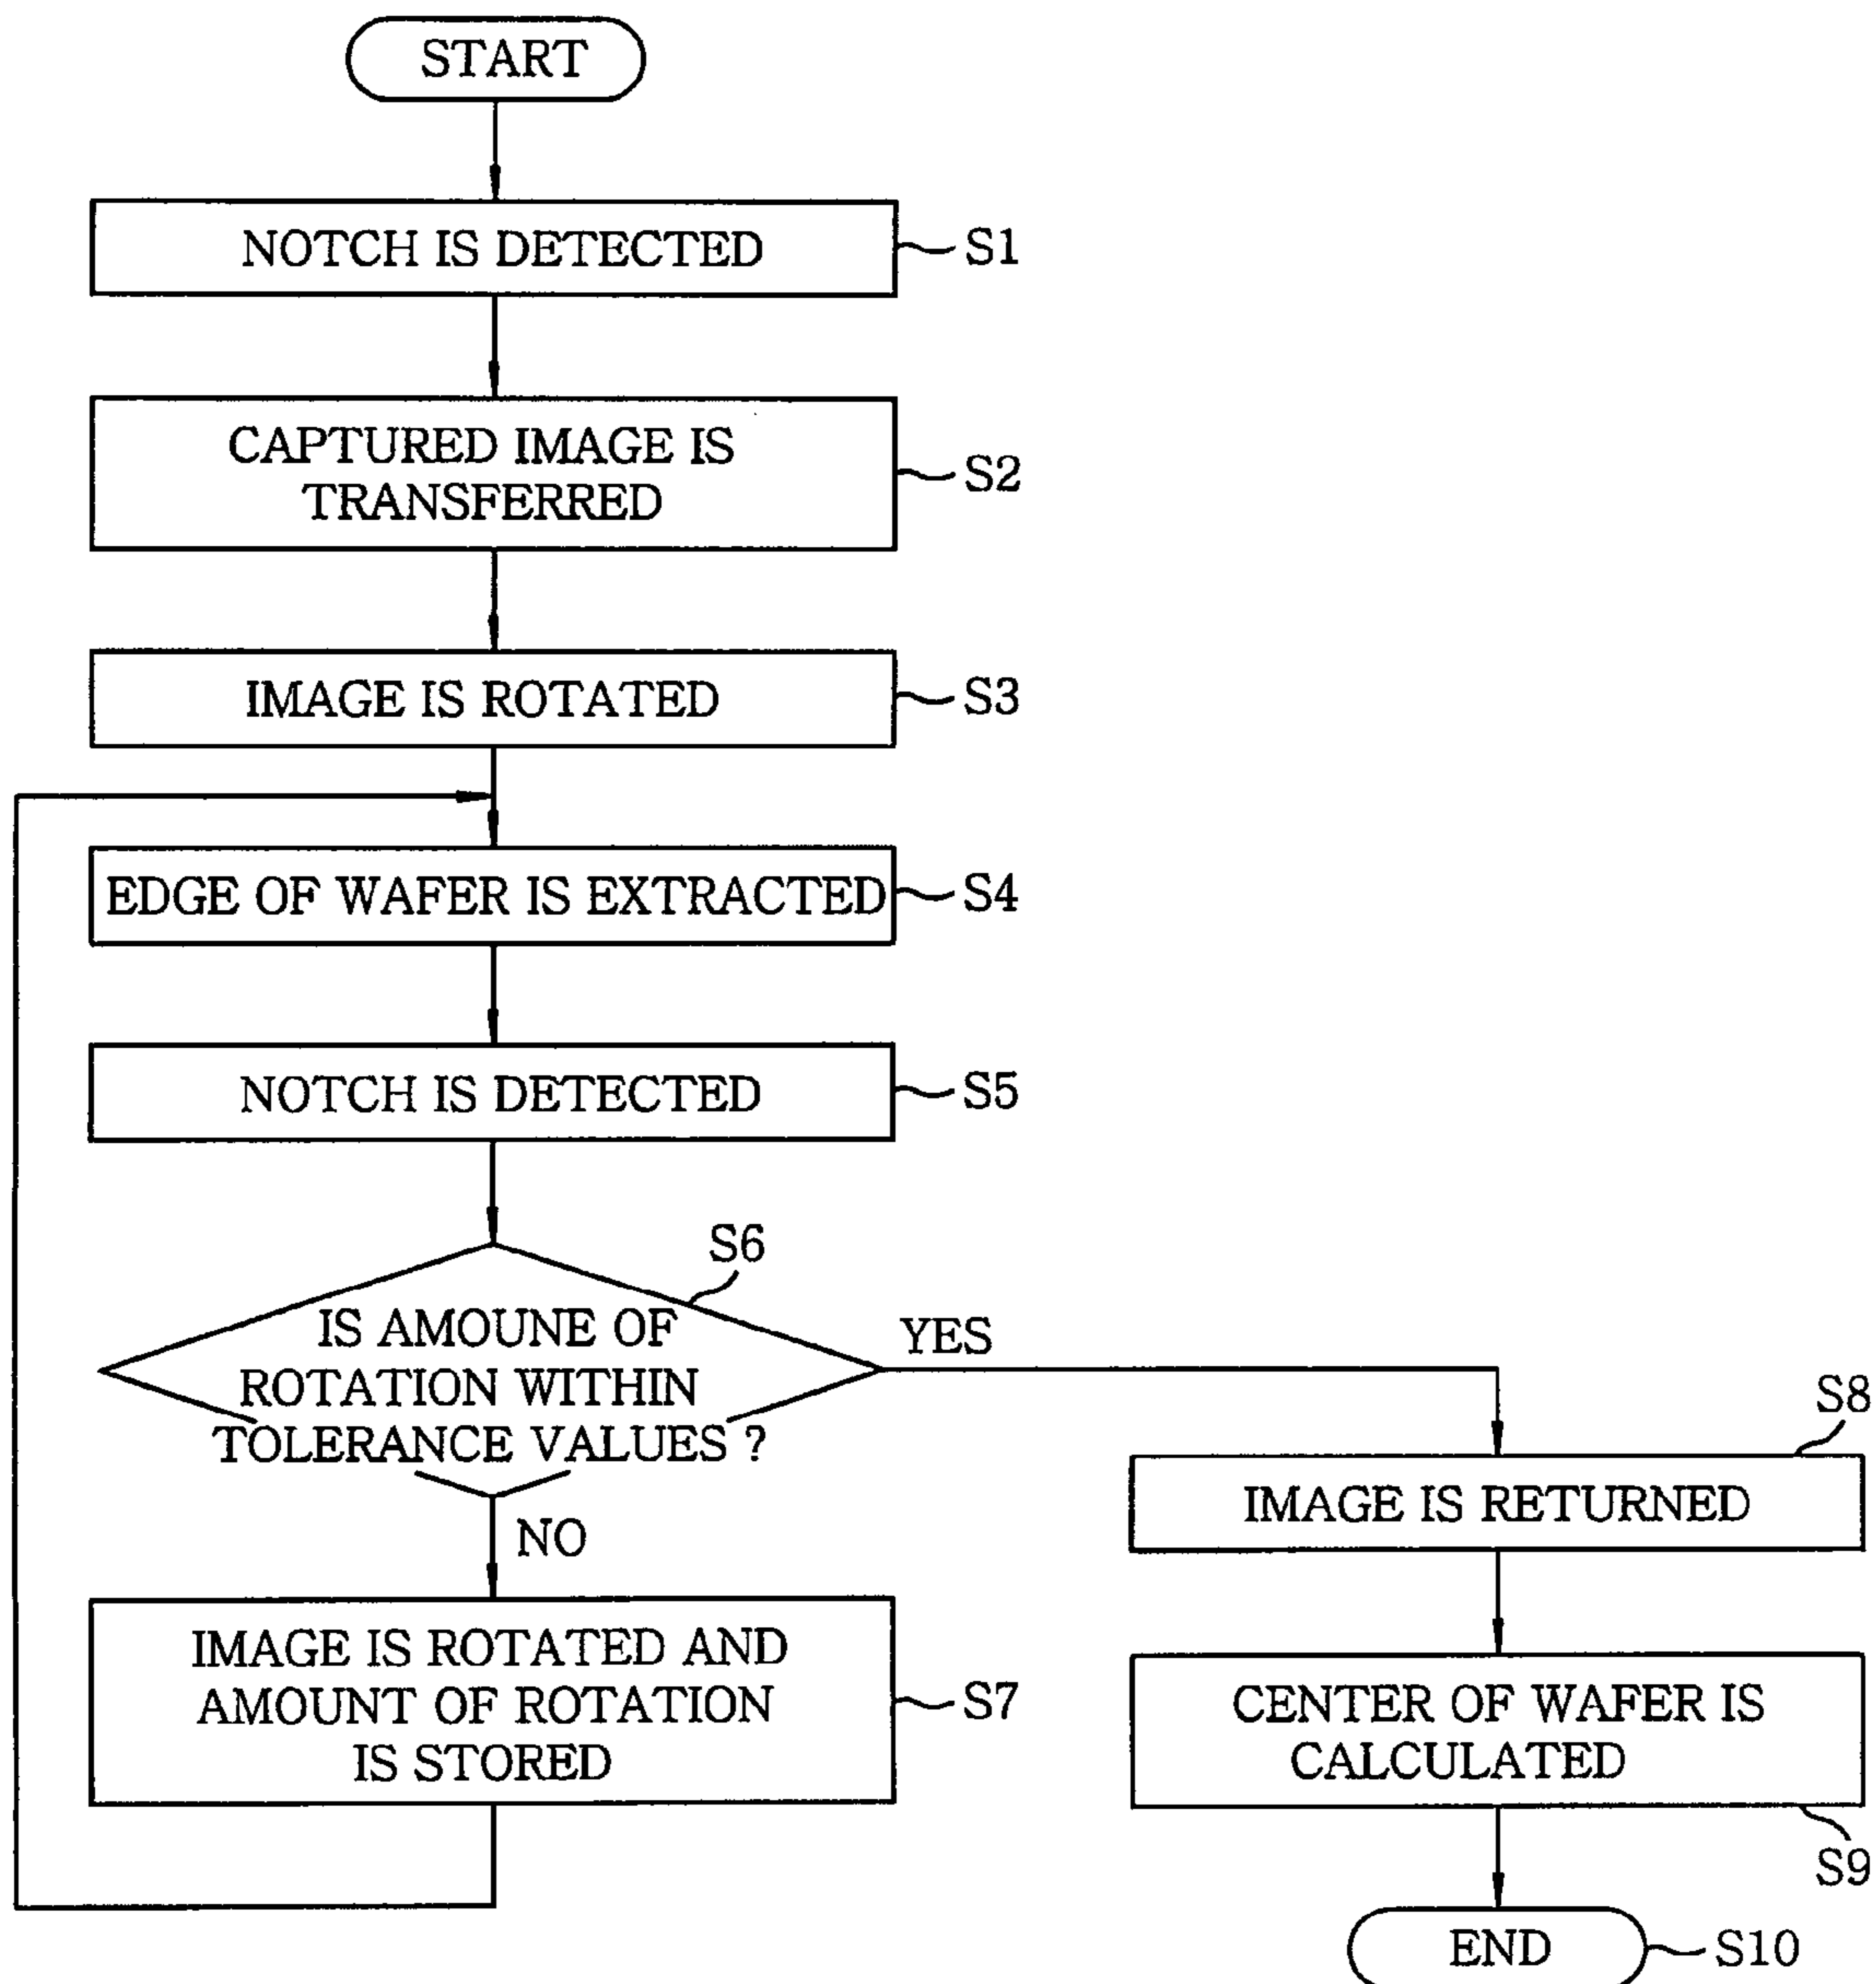 START
NOTCH IS DETECTED
S1
CAPTURED IMAGE IS
TRANSFERRED
S2
IMAGE IS ROTATED
S3
EDGE OF WAFER IS EXTRACTED
S4
NOTCH IS DETECTED
S5
S6
IS AMOUNE OF
ROTATION WITHIN
TOLERANCE VALUES ?
YES
NO
IMAGE IS ROTATED AND
AMOUNT OF ROTATION
IS STORED
S7
S8
IMAGE IS RETURNED
CENTER OF WAFER IS
CALCULATED
S9
END
S10